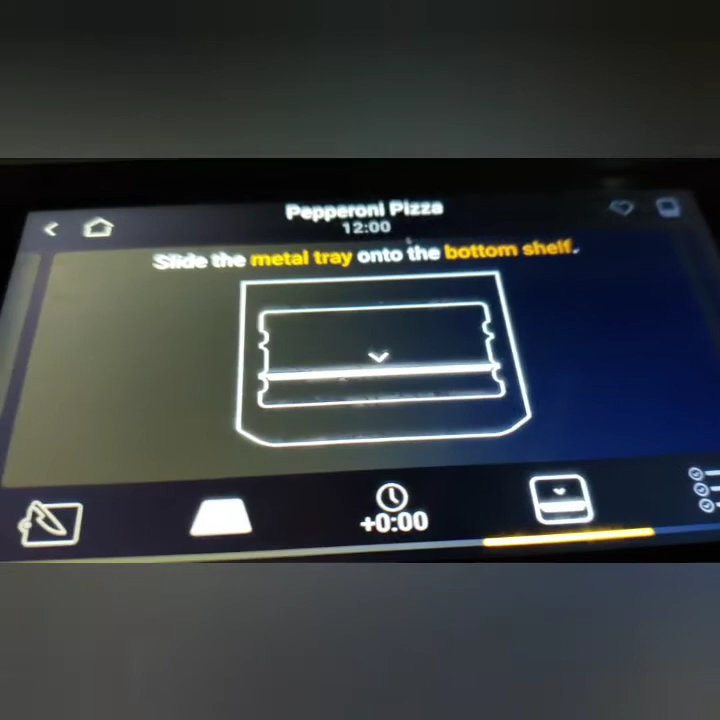 Pepperoni Pizza
12:00
Slide the metal tray onto the bottom shelf.
+0:00